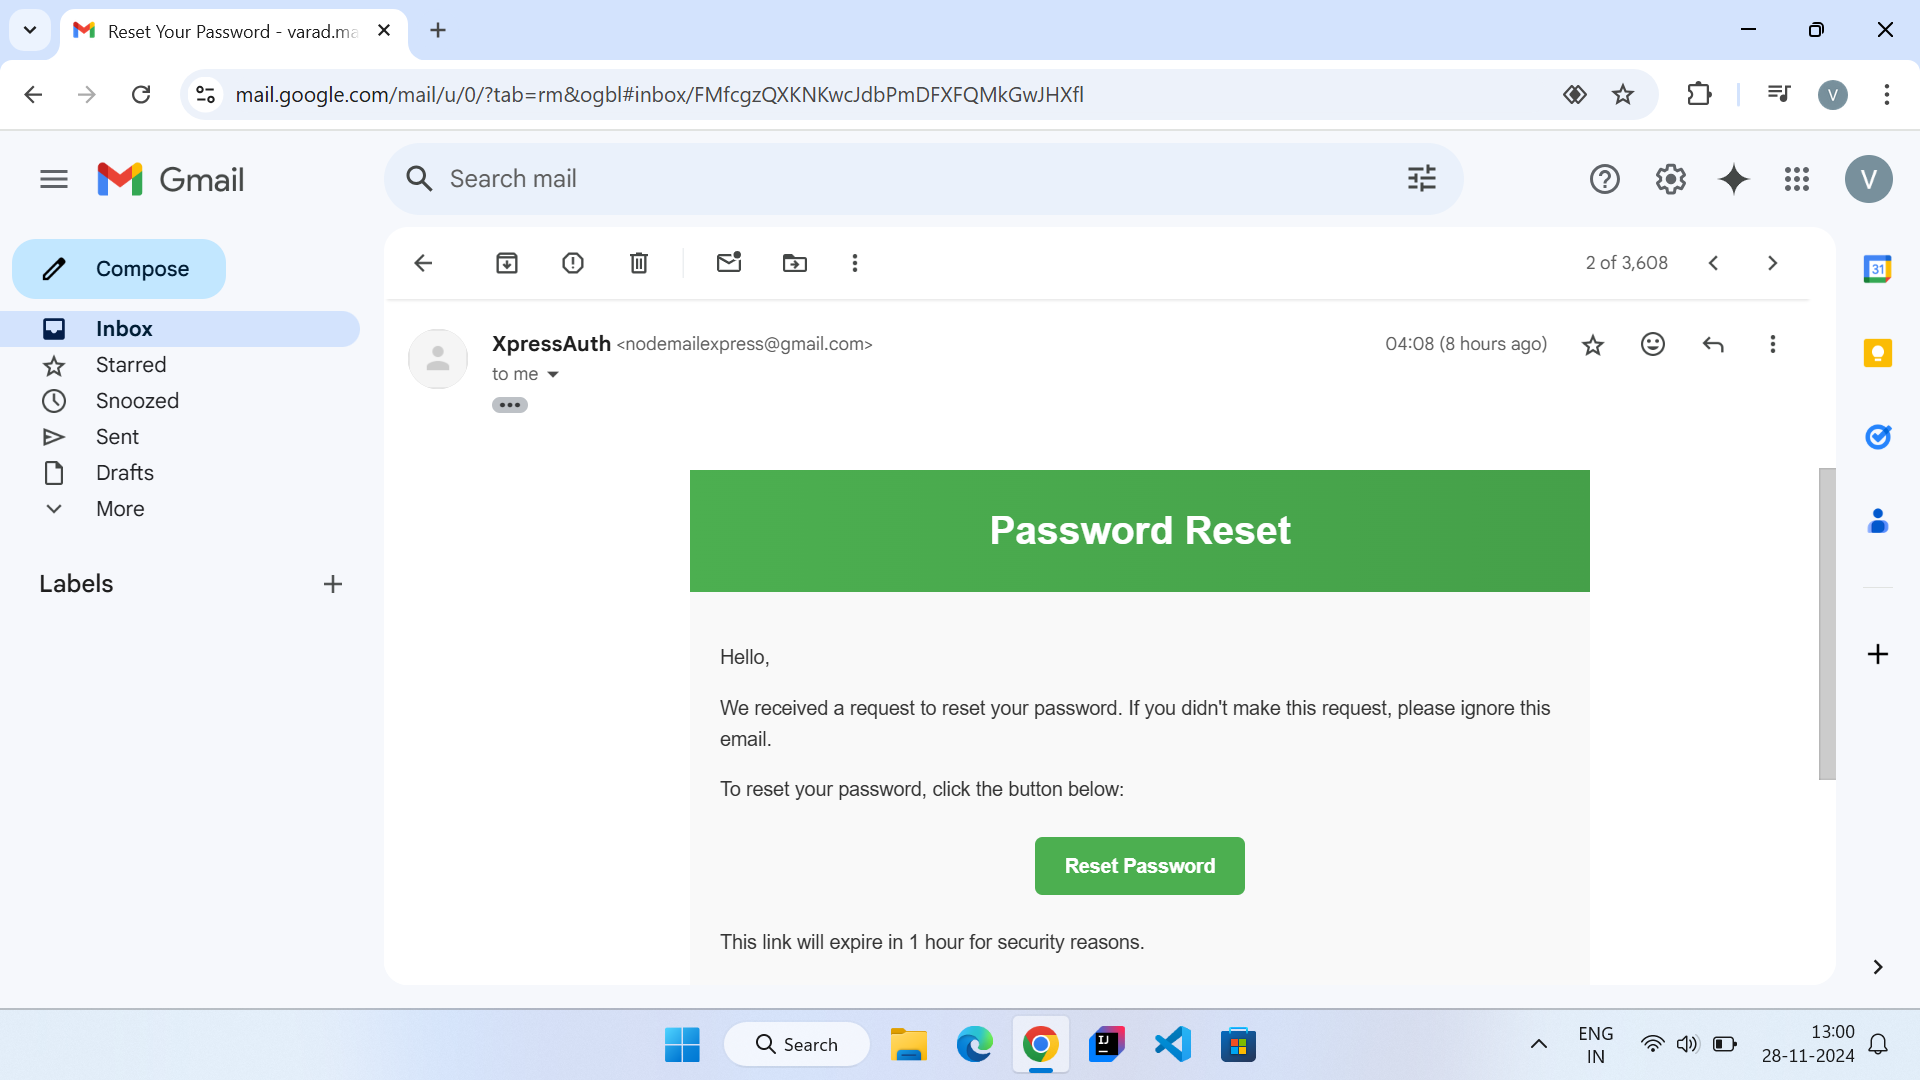 Reset Your Password - varad.ma
mail.google.com/mail/u/0/?tab=rm&ogbl#inbox/FMfcgzQXKNKwcJdbPmDFXFQMkGwJHXfl
V
Gmail
Search mail
V
Compose
2 of 3,608
31
Inbox
XpressAuth <nodemailexpress@gmail.com>
04:08 (8 hours ago)
Starred
to me
Snoozed
Sent
Drafts
More
Password Reset
Labels
Hello,
We received a request to reset your password. If you didn't make this request, please ignore this
email.
To reset your password, click the button below:
Reset Password
This link will expire in 1 hour for security reasons.
Search
IJ
ENG
IN
13:00
28-11-2024